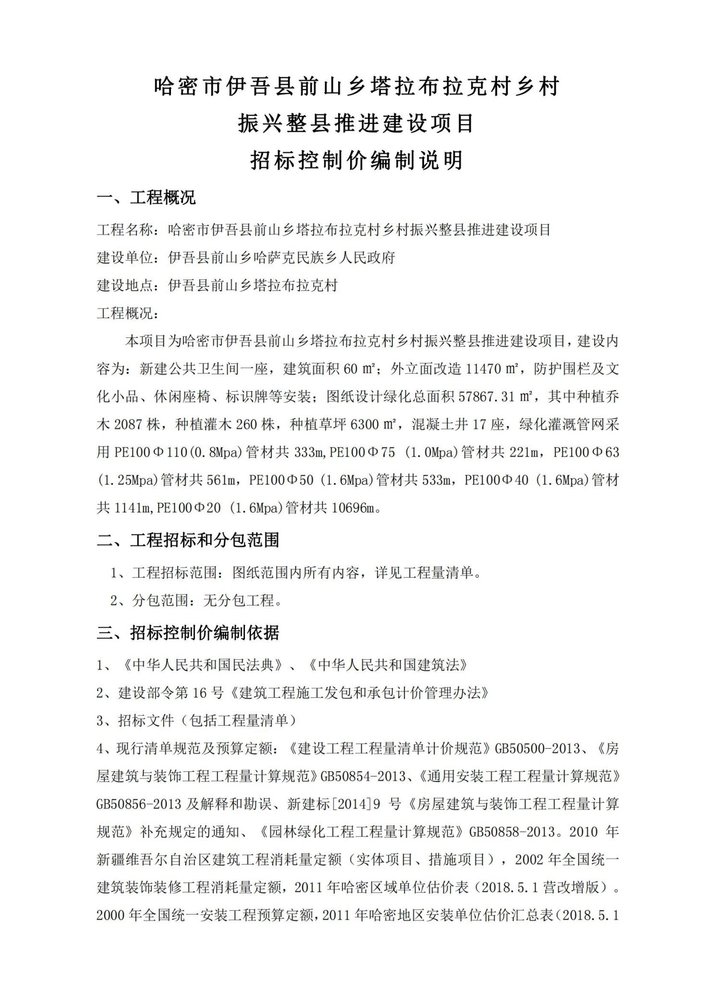 哈密市伊吾县前山乡塔拉布拉克村乡村
振兴整县推进建设项目
招标控制价编制说明
一、工程概况
工程名称：哈密市伊吾县前山乡塔拉布拉克村乡村振兴整县推进建设项目
建设单位：伊吾县前山乡哈萨克民族乡人民政府
建设地点：伊吾县前山乡塔拉布拉克村
工程概况：
本项目为哈密市伊吾县前山乡塔拉布拉克村乡村振兴整县推进建设项目，建设内
容为：新建公共卫生间一座，建筑面积 60 ㎡；外立面改造 11470 ㎡，防护围栏及文
化小品、休闲座椅、标识牌等安装；图纸设计绿化总面积 57867.31 ㎡，其中种植乔
木 2087 株，种植灌木 260 株，种植草坪 6300 ㎡，混凝土井 17 座，绿化灌溉管网采
用 PE100Φ110(0.8Mpa)管材共 333m,PE100Φ75 (1.0Mpa)管材共 221m，PE100Φ63
(1.25Mpa)管材共 561m，PE100Φ50 (1.6Mpa)管材共 533m，PE100Φ40 (1.6Mpa)管材
共 1141m,PE100Φ20 (1.6Mpa)管材共 10696m。
二、工程招标和分包范围
1、工程招标范围：图纸范围内所有内容，详见工程量清单。
2、分包范围：无分包工程。
三、招标控制价编制依据
1、《中华人民共和国民法典》、《中华人民共和国建筑法》
2、建设部令第 16 号《建筑工程施工发包和承包计价管理办法》
3、招标文件（包括工程量清单）
4、现行清单规范及预算定额：《建设工程工程量清单计价规范》GB50500-2013、《房
屋建筑与装饰工程工程量计算规范》GB50854-2013、《通用安装工程工程量计算规范》
GB50856-2013 及解释和勘误、新建标[2014]9 号《房屋建筑与装饰工程工程量计算
规范》补充规定的通知、《园林绿化工程工程量计算规范》GB50858-2013。2010 年
新疆维吾尔自治区建筑工程消耗量定额（实体项目、措施项目），2002 年全国统一
建筑装饰装修工程消耗量定额，2011 年哈密区域单位估价表（2018.5.1 营改增版）。
2000 年全国统一安装工程预算定额，2011 年哈密地区安装单位估价汇总表（2018.5.1